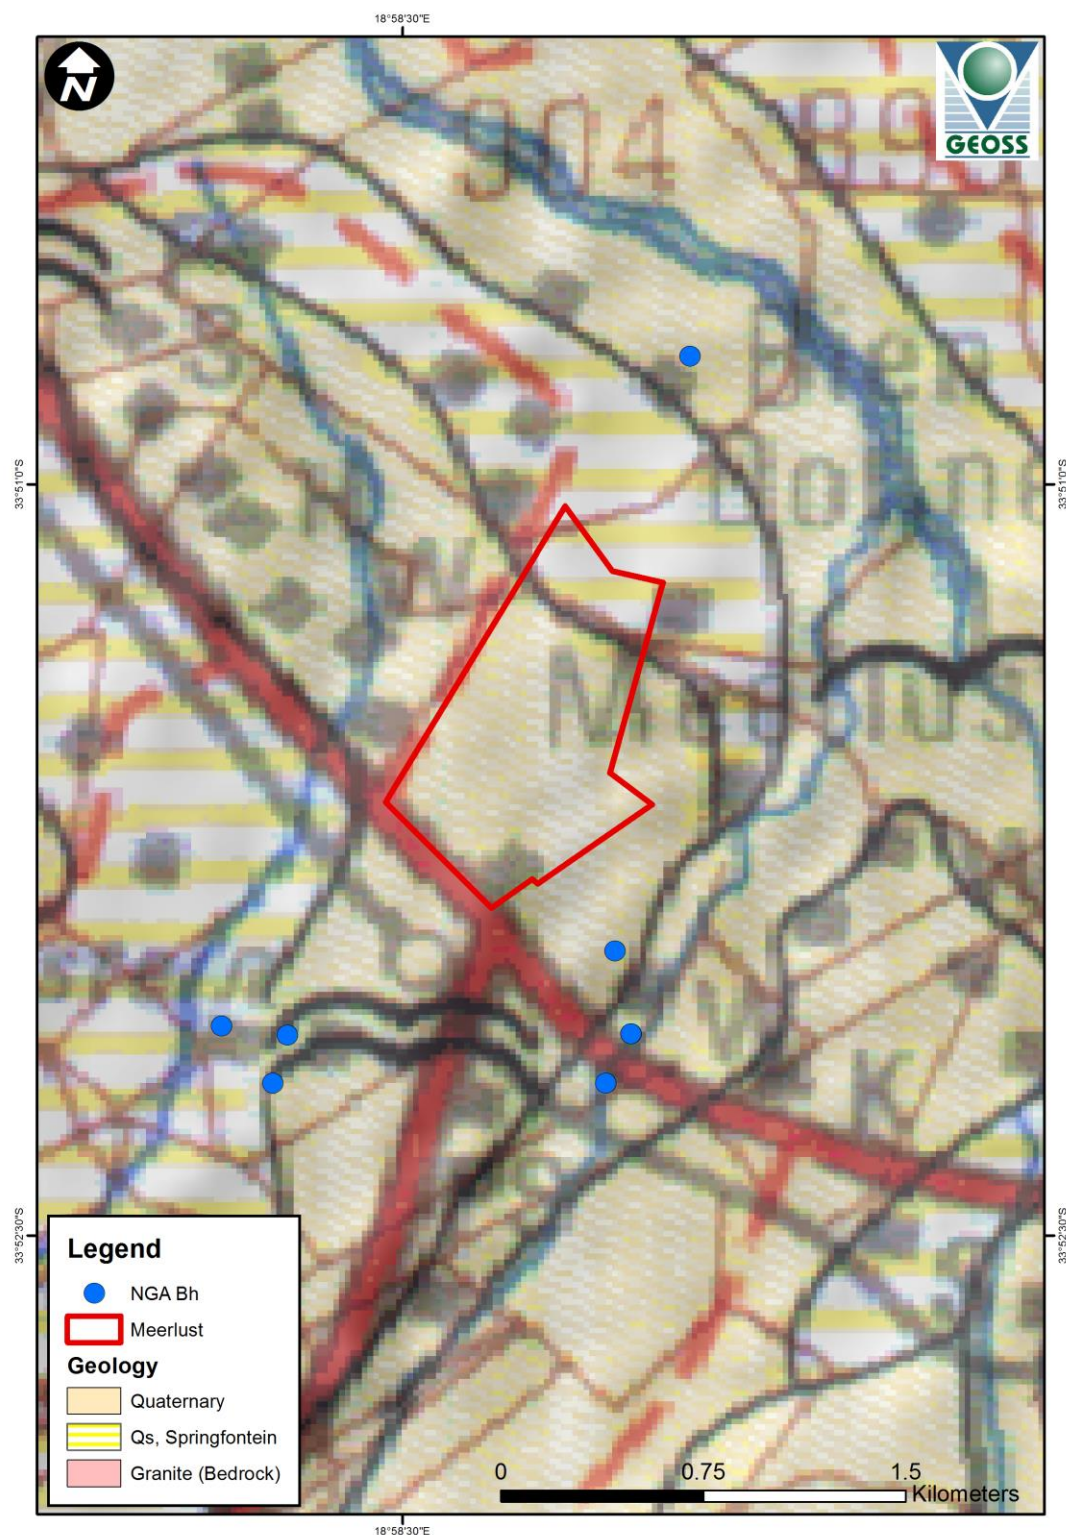 18°58'30"E
N
GEOSS
914
33°51'0"S
33°51'0"S
33°52'30"S
33°52'30"S
Legend
NGA Bh
Meerlust
Geology
Quaternary
Qs, Springfontein
Granite (Bedrock)
0 0.75 1.5
Kilometers
18°58'30"E